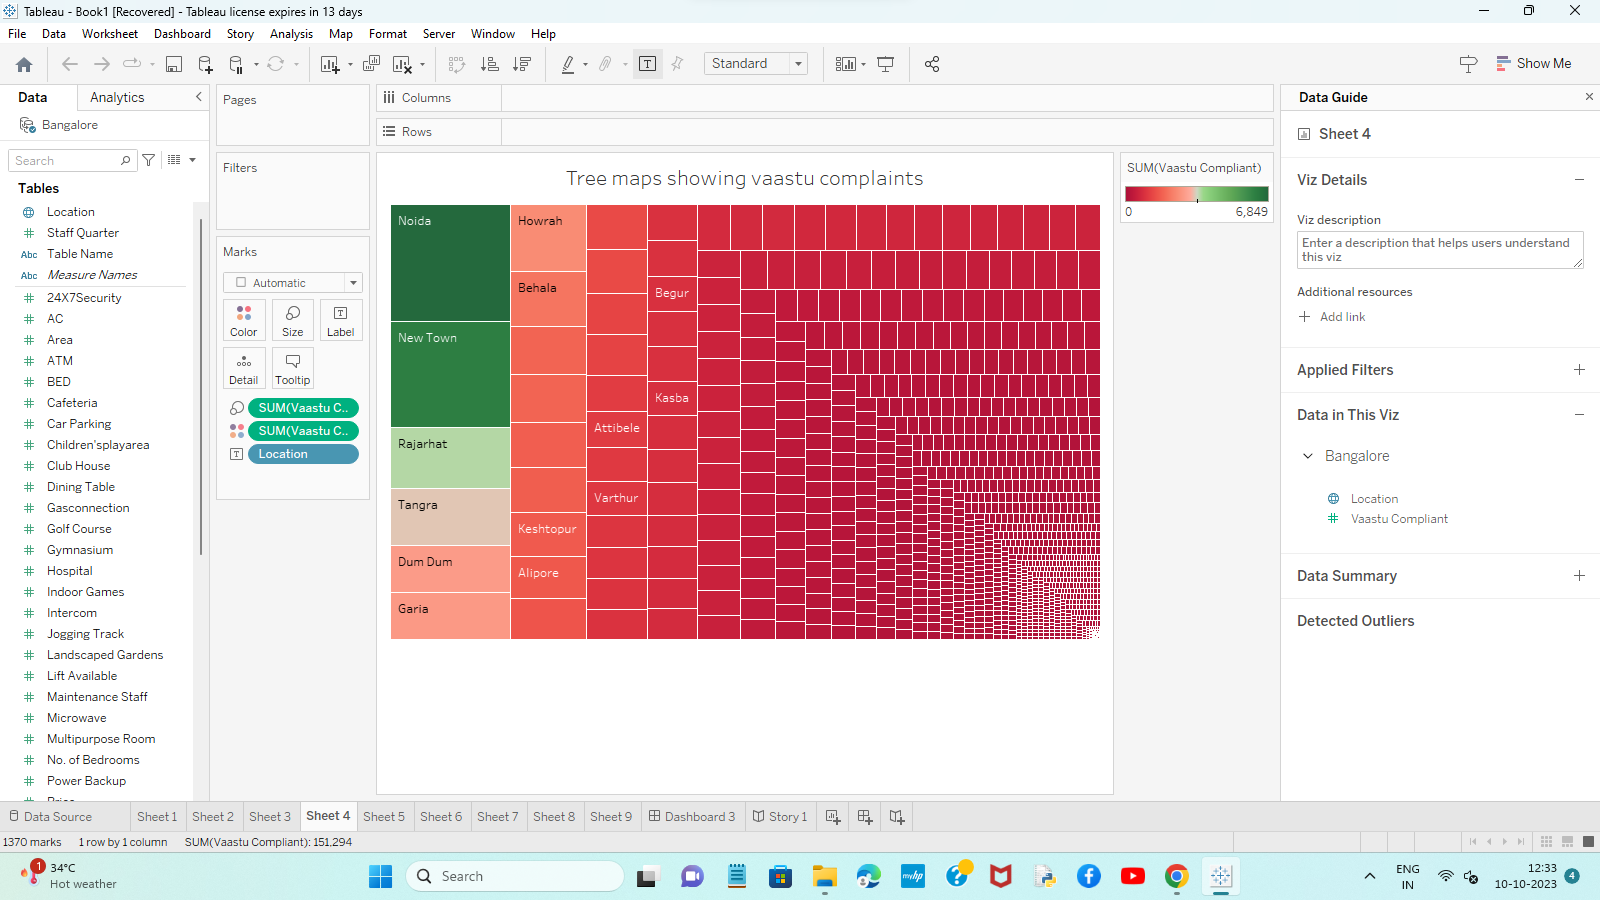 Tableau - Book1 [Recovered] - Tableau license expires in 13 days
File Data Worksheet Dashboard Story Analysis Map Format Server Window Help
Standard
Show Me
Data
Analytics
Bangalore
Search
Tables
Location
Staff Quarter
Abc Table Name
Abc Measure Names
24X7Security
AC
Area
ATM
BED
Cafeteria
Car Parking
Children'splayarea
Club House
Dining Table
Gasconnection
Golf Course
Gymnasium
Hospital
Indoor Games
Intercom
Jogging Track
Landscaped Gardens
Lift Available
Maintenance Staff
Microwave
Multipurpose Room
No. of Bedrooms
Power Backup
Pages
Filters
Marks
Automatic
Color
Size
Label
Detail
Tooltip
SUM(Vaastu C..
SUM(Vaastu C..
Location
Columns
Rows
Tree maps showing vaastu complaints
Noida
New Town
Rajarhat
Tangra
Dum Dum
Garia
Howrah
Behala
Keshtopur
Alipore
Attibele
Varthur
Begur
Kasba
SUM(Vaastu Compliant)
0 6,849
Data Guide
Sheet 4
Viz Details
Viz description
Enter a description that helps users understand
this viz
Additional resources
Add link
Applied Filters
Data in This Viz
Bangalore
Location
Vaastu Compliant
Data Summary
Detected Outliers
Data Source Sheet 1 Sheet 2 Sheet 3 Sheet 4 Sheet 5 Sheet 6 Sheet 7 Sheet 8 Sheet 9 Dashboard 3 Story 1
1370 marks 1 row by 1 column SUM(Vaastu Compliant): 151,294
1
34°C
Hot weather
Search
myhp
ENG
IN
12:33
10-10-2023
4